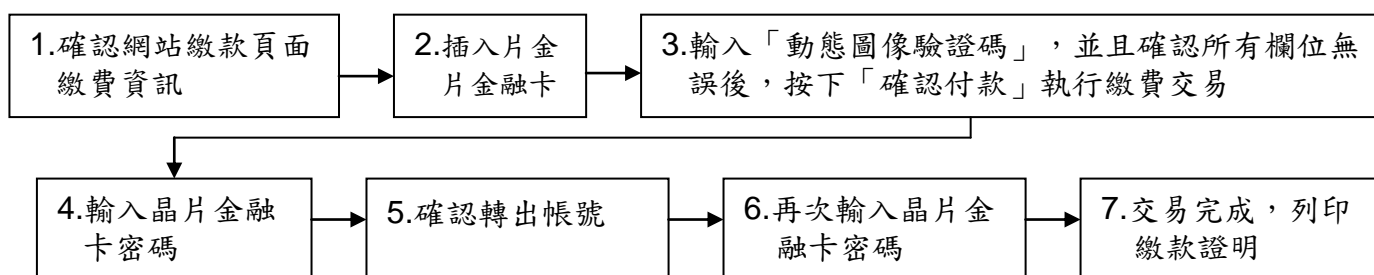 1.確認網站繳款頁面
繳費資訊
2.插入片金
片金融卡
3.輸入「動態圖像驗證碼」，並且確認所有欄位無
誤後，按下「確認付款」執行繳費交易
4.輸入晶片金融
卡密碼
5.確認轉出帳號
6.再次輸入晶片金
融卡密碼
7.交易完成，列印
繳款證明